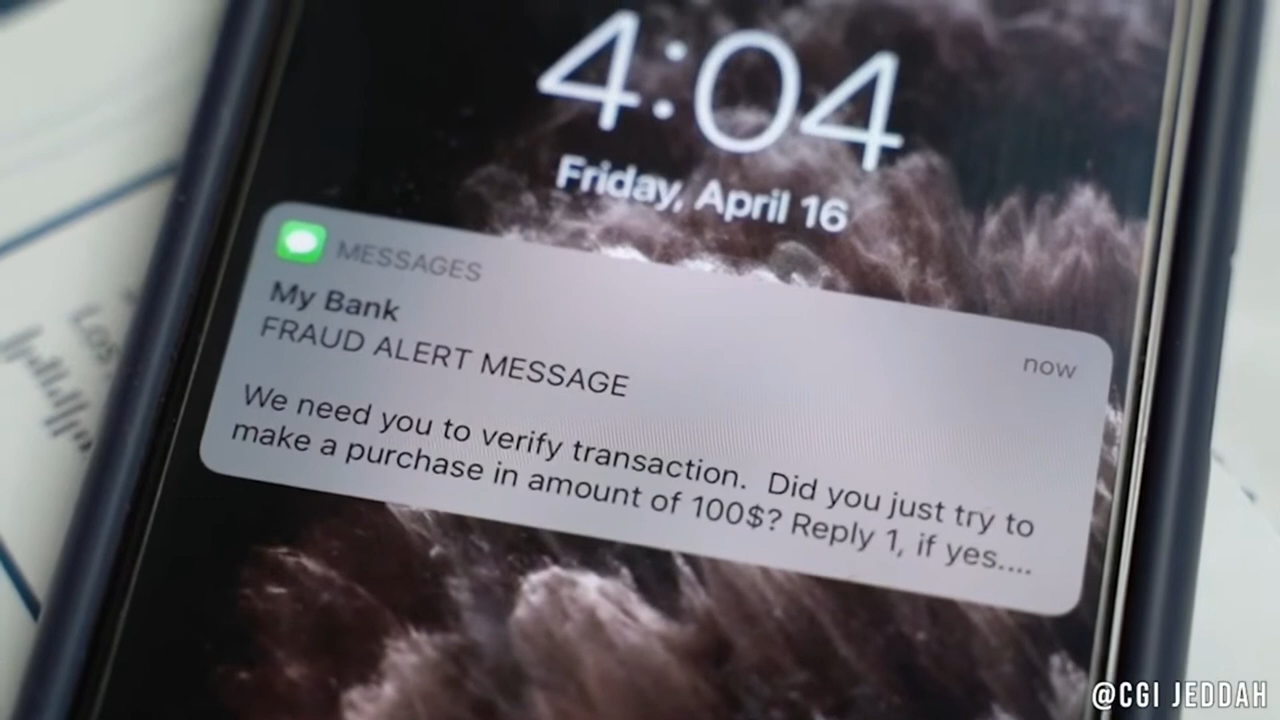 4:04
Friday, April 16
MESSAGES
now
My Bank
FRAUD ALERT MESSAGE
We need you to verify transaction. Did you just try to
make a purchase in amount of 100$? Reply 1, if yes....
@CGI JEDDAH